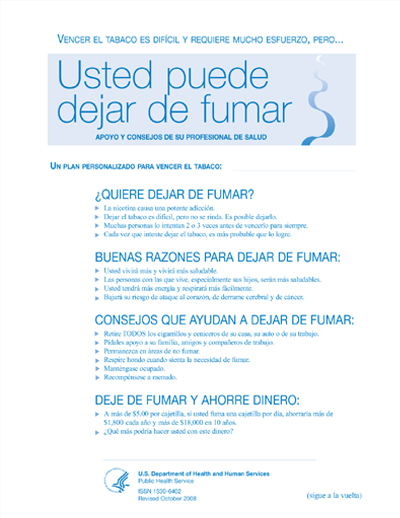 VENCER EL TABACO ES DIFÍCIL Y REQUIERE MUCHO ESFUERZO, PERO...
Usted puede
dejar de fumar
APOYO Y CONSEJOS DE SU PROFESIONAL DE SALUD
UN PLAN PERSONALIZADO PARA VENCER EL TABACO:
¿QUIERE DEJAR DE FUMAR?
La nicotina causa una potente adicción.
Dejar el tabaco es difícil, pero no se rinda. Es posible dejarlo.
Muchas personas lo intentan 2 o 3 veces antes de vencerlo para siempre.
Cada vez que intente dejar el tabaco, es más probable que lo logre.
BUENAS RAZONES PARA DEJAR DE FUMAR:
Usted vivirá más y vivirá más saludable.
Las personas con las que vive, especialmente sus hijos, serán más saludables.
Usted tendrá más energía y respirará más fácilmente.
Bajará su riesgo de ataque al corazón, de derrame cerebral y de cáncer.
CONSEJOS QUE AYUDAN A DEJAR DE FUMAR:
Retire TODOS los cigarrillos y ceniceros de su casa, su auto o de su trabajo.
Pídales apoyo a su familia, amigos y compañeros de trabajo.
Permanezca en áreas de no fumar.
Respire hondo cuando sienta la necesidad de fumar.
Manténgase ocupado.
Recompénsese a menudo.
DEJE DE FUMAR Y AHORRE DINERO:
A más de $5.00 por cajetilla, si usted fuma una cajetilla por día, ahorraría más de
$1,800 cada año y más de $18,000 en 10 años.
¿Qué más podría hacer usted con este dinero?
U.S. Department of Health and Human Services
Public Health Service
ISSN 1530-6402
Revised October 2008
(sigue a la vuelta)